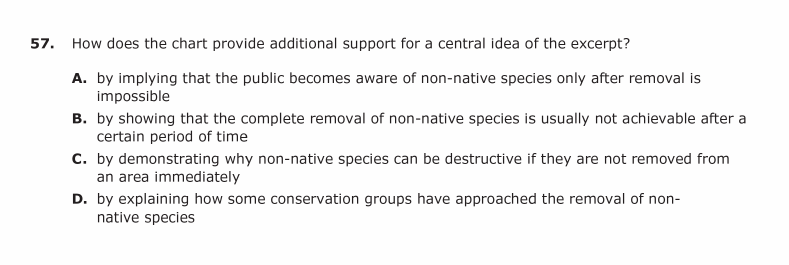 57. How does the chart provide additional support for a central idea of the excerpt?
A. by implying that the public becomes aware of non-native species only after removal is
impossible
B. by showing that the complete removal of non-native species is usually not achievable after a
certain period of time
C. by demonstrating why non-native species can be destructive if they are not removed from
an area immediately
D. by explaining how some conservation groups have approached the removal of non-
native species